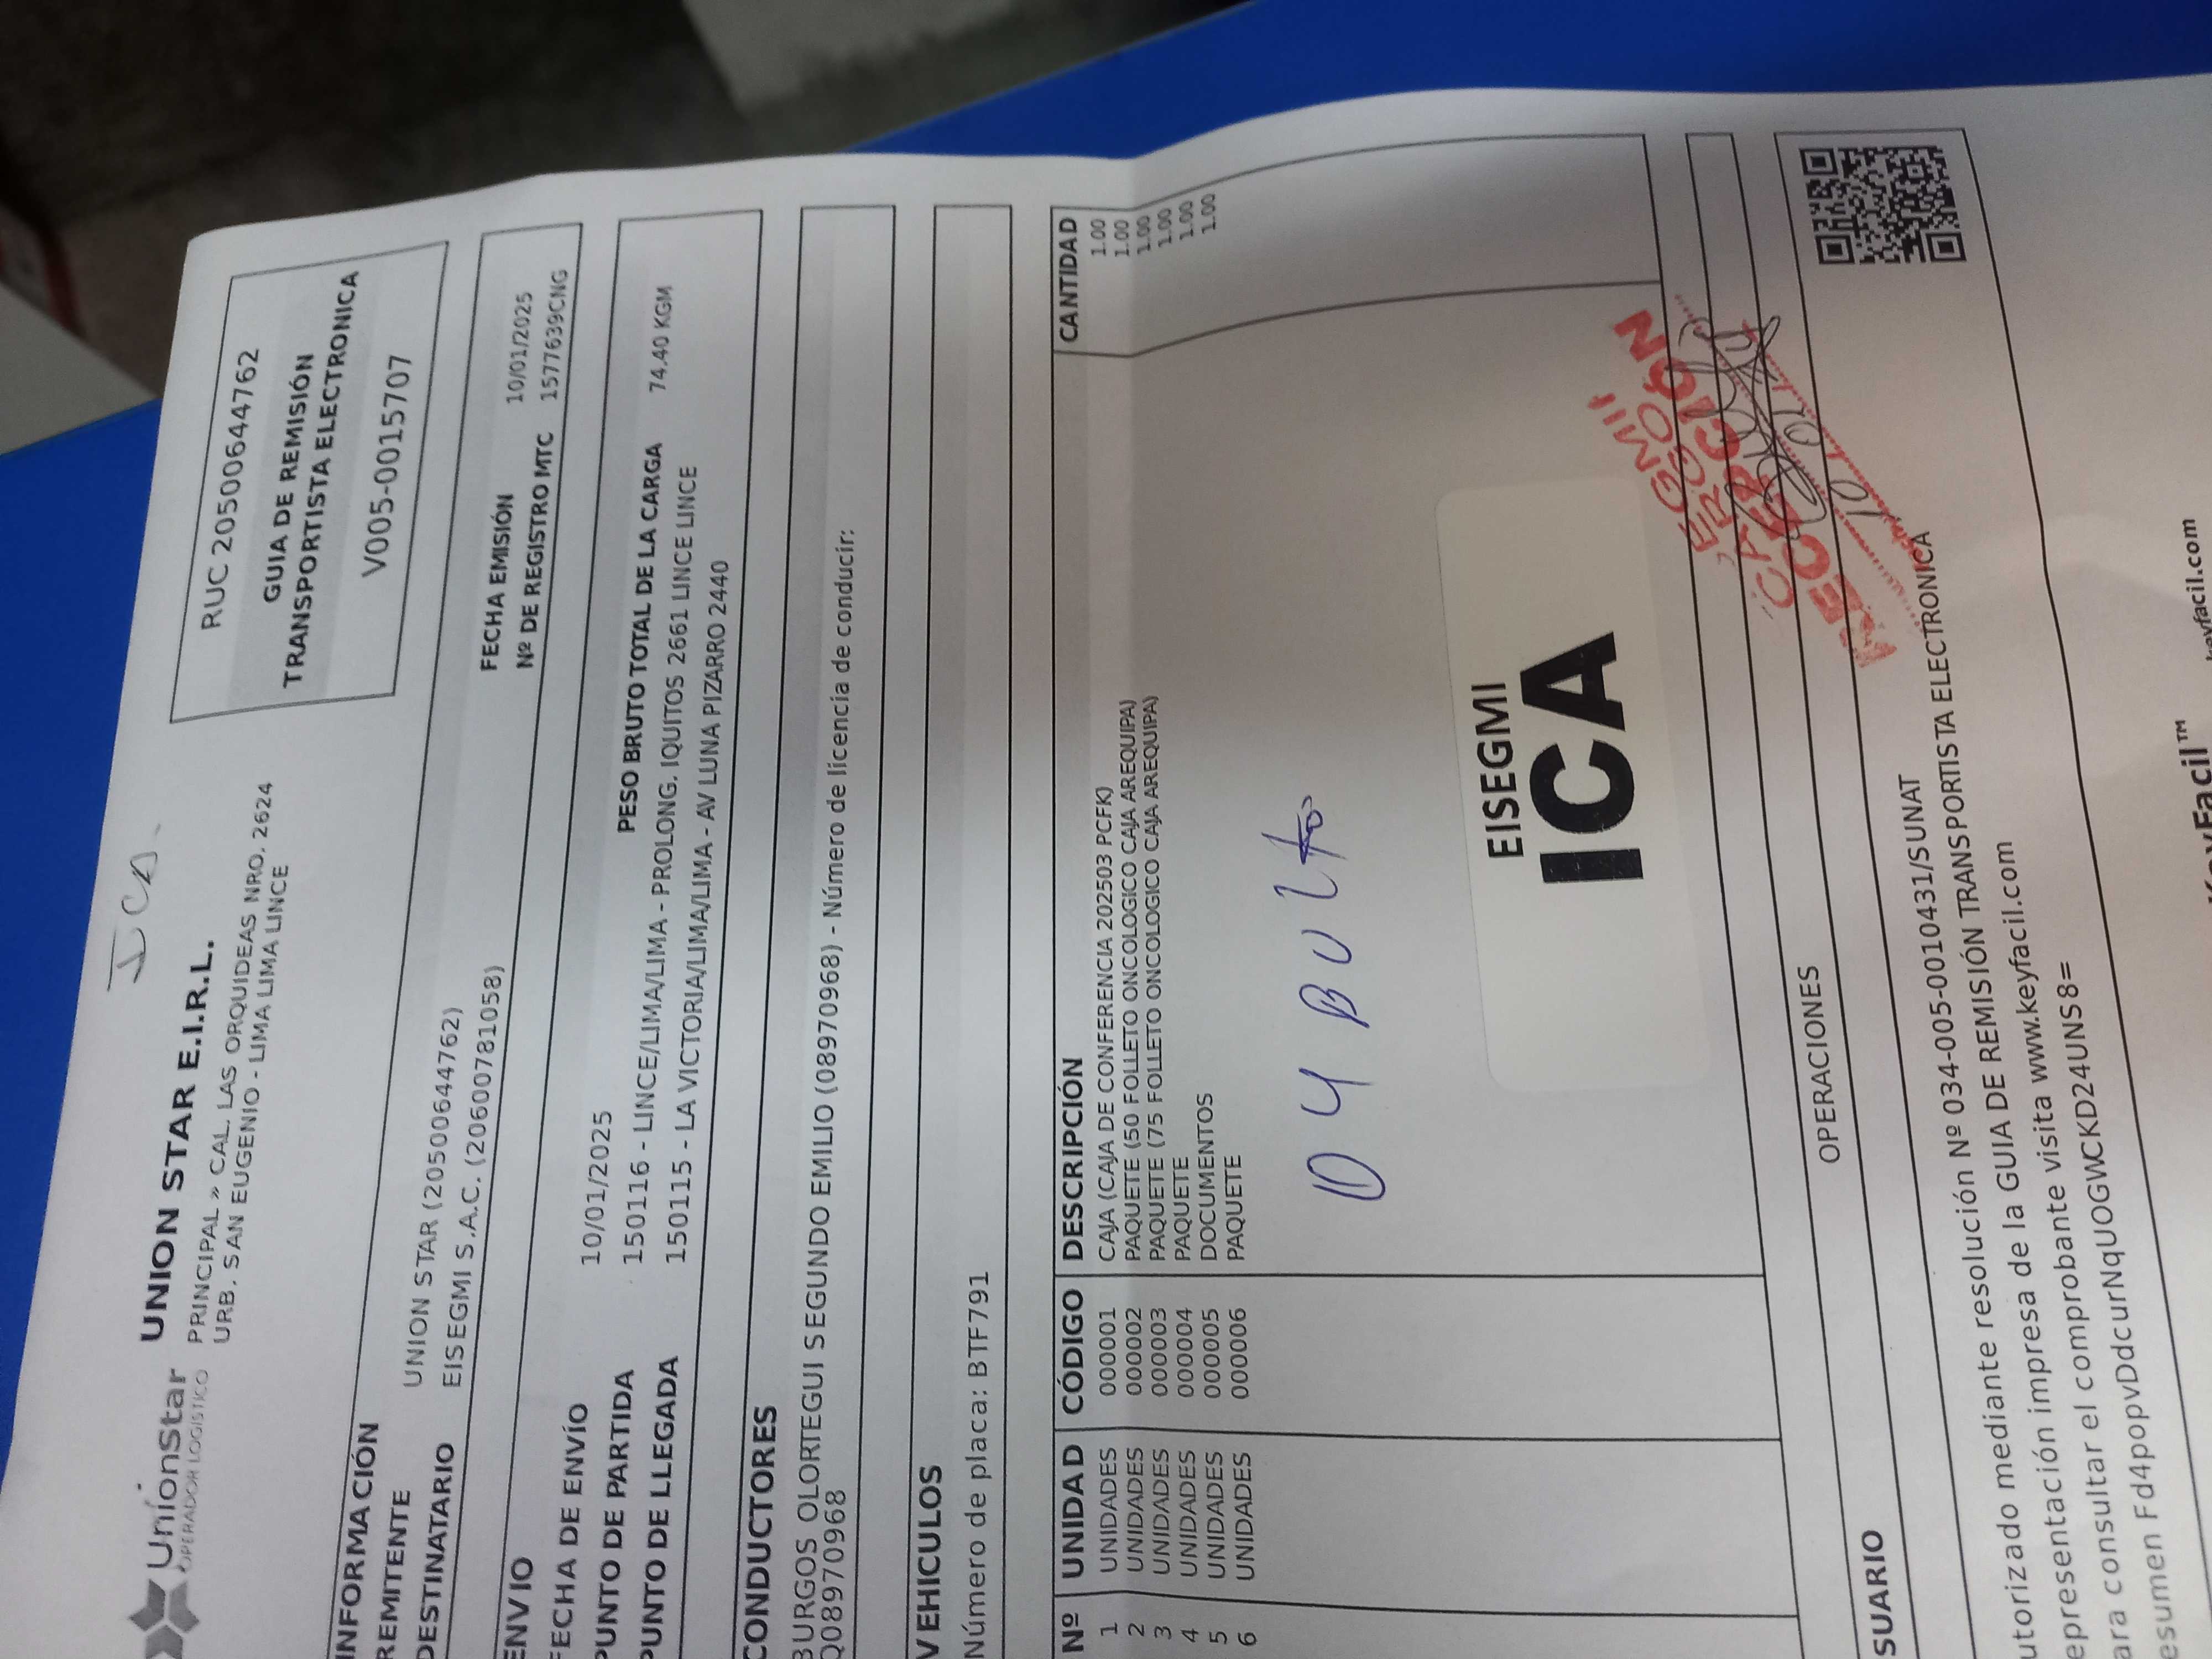 ICA.
Uníonstar
OPERADOR LOGISTICO
UNION STAR E.I.R.L.
PRINCIPAL » CAL. LAS ORQUIDEAS NRO. 2624
URB. SAN EUGENIO - LIMA LIMA LINCE
RUC 20500644762
GUIA DE REMISIÓN
TRANSPORTISTA ELECTRONICA
V005-0015707
INFORMACIÓN
REMITENTE UNION STAR (20500644762)
DESTINATARIO EISEGMI S.A.C. (20600781058)
ENVIO
FECHA EMISIÓN 10/01/2025
Nº DE REGISTRO MTC 1577639CNG
FECHA DE ENVÍO 10/01/2025
PESO BRUTO TOTAL DE LA CARGA 74.40 KGM
PUNTO DE PARTIDA 150116 - LINCE/LIMA/LIMA - PROLONG. IQUITOS 2661 LINCE LINCE
PUNTO DE LLEGADA 150115 - LA VICTORIA/LIMA/LIMA - AV LUNA PIZARRO 2440
CONDUCTORES
BURGOS OLORTEGUI SEGUNDO EMILIO (08970968) - Número de licencia de conducir:
Q08970968
VEHICULOS
Número de placa: BTF791
Nº UNIDAD CÓDIGO DESCRIPCIÓN CANTIDAD
1 UNIDADES 000001 CAJA (CAJA DE CONFERENCIA 202503 PCFK) 1.00
2 UNIDADES 000002 PAQUETE (50 FOLLETO ONCOLOGICO CAJA AREQUIPA) 1.00
3 UNIDADES 000003 PAQUETE (75 FOLLETO ONCOLOGICO CAJA AREQUIPA) 1.00
4 UNIDADES 000004 PAQUETE 1.00
5 UNIDADES 000005 DOCUMENTOS 1.00
6 UNIDADES 000006 PAQUETE 1.00
04 BULto
EISEGMI
ICA
OPERACIONES
SUARIO
utorizado mediante resolución Nº 034-005-0010431/SUNAT
epresentación impresa de la GUIA DE REMISIÓN TRANSPORTISTA ELECTRONICA
ara consultar el comprobante visita www.keyfacil.com
esumen Fd4popvDdcurNqUOGWCKD24UNS8=
keyfacil.com